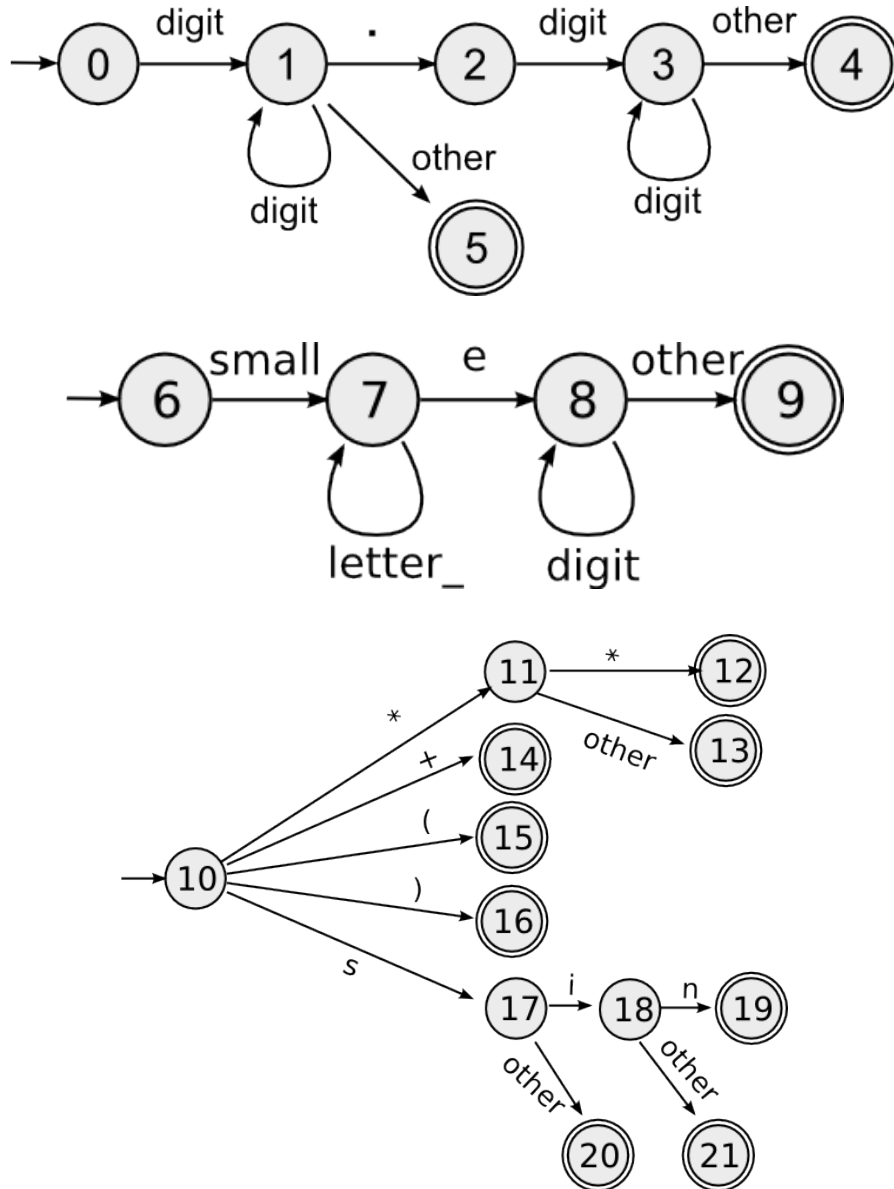 digit . digit other
0 1 2 3 4
other
digit digit
5
small e other
6 7 8 9
letter_ digit
11 * 12
* other 13
+ 14
( 15
10
) 16
s 17 i 18 n 19
other other
20 21